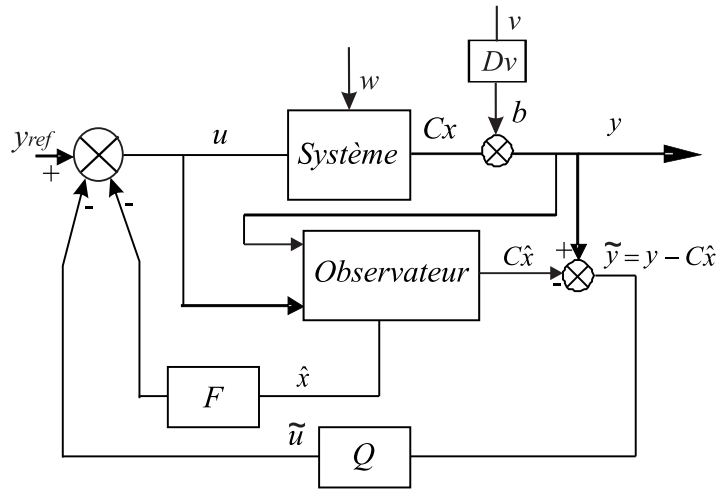 v
Dv
w
b
u
Cx
y
yref
+
Système
-
-
Observateur
Cx̂
+
ỹ = y − Cx̂
-
x̂
F
ũ
Q